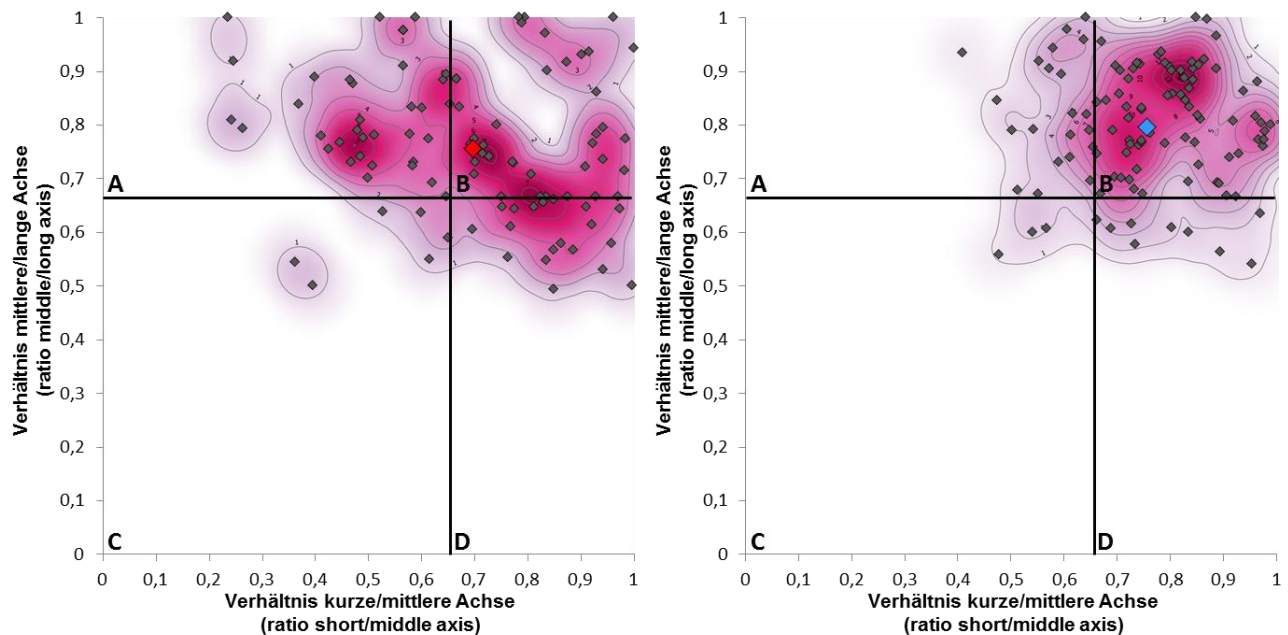 Verhältnis mittlere/lange Achse
(ratio middle/long axis)
1
0,9
0,8
0,7
0,6
0,5
0,4
0,3
0,2
0,1
0
A
B
C
D
0 0,1 0,2 0,3 0,4 0,5 0,6 0,7 0,8 0,9 1
Verhältnis kurze/mittlere Achse
(ratio short/middle axis)
Verhältnis mittlere/lange Achse
(ratio middle/long axis)
1
0,9
0,8
0,7
0,6
0,5
0,4
0,3
0,2
0,1
0
A
B
C
D
0 0,1 0,2 0,3 0,4 0,5 0,6 0,7 0,8 0,9 1
Verhältnis kurze/mittlere Achse
(ratio short/middle axis)